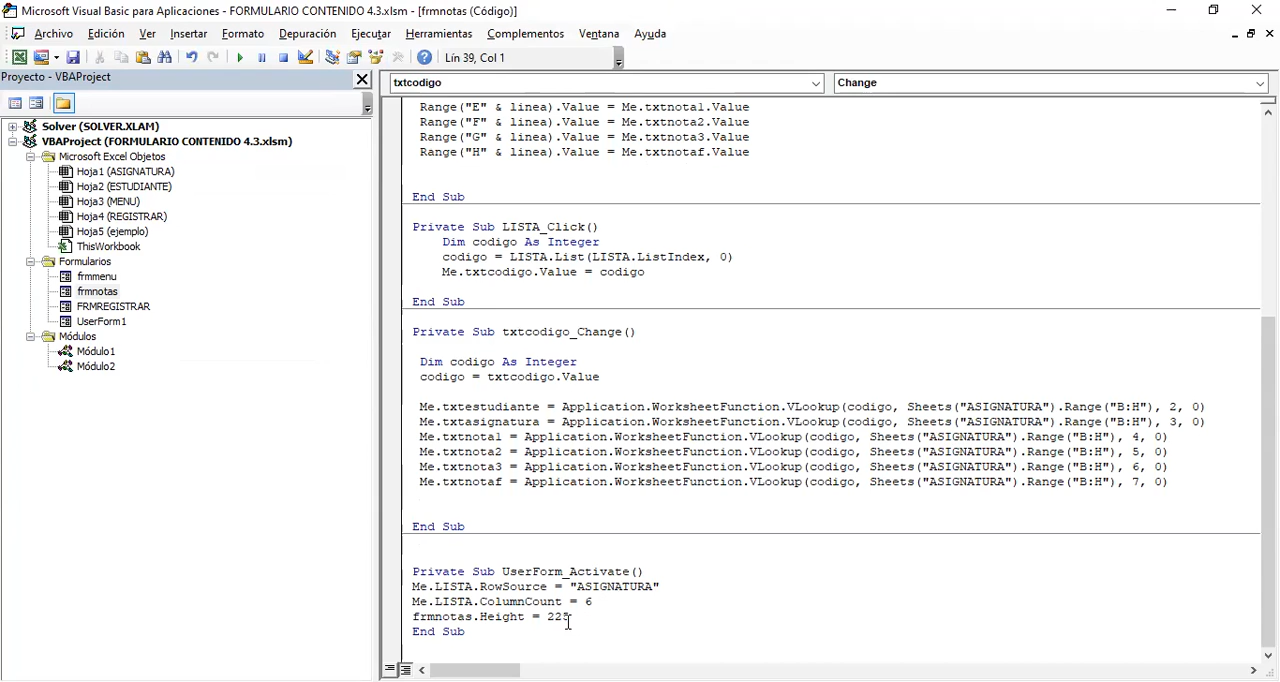 Microsoft Visual Basic para Aplicaciones - FORMULARIO CONTENIDO 4.3.xlsm - [frmnotas (Código)]
Archivo Edición Ver Insertar Formato Depuración Ejecutar Herramientas Complementos Ventana Ayuda
Lín 39, Col 1
Proyecto - VBAProject
Solver (SOLVER.XLAM)
VBAProject (FORMULARIO CONTENIDO 4.3.xlsm)
Microsoft Excel Objetos
Hoja1 (ASIGNATURA)
Hoja2 (ESTUDIANTE)
Hoja3 (MENU)
Hoja4 (REGISTRAR)
Hoja5 (ejemplo)
ThisWorkbook
Formularios
frmmenu
frmnotas
FRMREGISTRAR
UserForm1
Módulos
Módulo1
Módulo2
txtcodigo
Change
Range("E" & linea).Value = Me.txtnota1.Value
Range("F" & linea).Value = Me.txtnota2.Value
Range("G" & linea).Value = Me.txtnota3.Value
Range("H" & linea).Value = Me.txtnotaf.Value
End Sub
Private Sub LISTA_Click()
Dim codigo As Integer
codigo = LISTA.List(LISTA.ListIndex, 0)
Me.txtcodigo.Value = codigo
End Sub
Private Sub txtcodigo_Change()
Dim codigo As Integer
codigo = txtcodigo.Value
Me.txtestudiante = Application.WorksheetFunction.VLookup(codigo, Sheets("ASIGNATURA").Range("B:H"), 2, 0)
Me.txtasignatura = Application.WorksheetFunction.VLookup(codigo, Sheets("ASIGNATURA").Range("B:H"), 3, 0)
Me.txtnota1 = Application.WorksheetFunction.VLookup(codigo, Sheets("ASIGNATURA").Range("B:H"), 4, 0)
Me.txtnota2 = Application.WorksheetFunction.VLookup(codigo, Sheets("ASIGNATURA").Range("B:H"), 5, 0)
Me.txtnota3 = Application.WorksheetFunction.VLookup(codigo, Sheets("ASIGNATURA").Range("B:H"), 6, 0)
Me.txtnotaf = Application.WorksheetFunction.VLookup(codigo, Sheets("ASIGNATURA").Range("B:H"), 7, 0)
End Sub
Private Sub UserForm_Activate()
Me.LISTA.RowSource = "ASIGNATURA"
Me.LISTA.ColumnCount = 6
frmnotas.Height = 225
End Sub